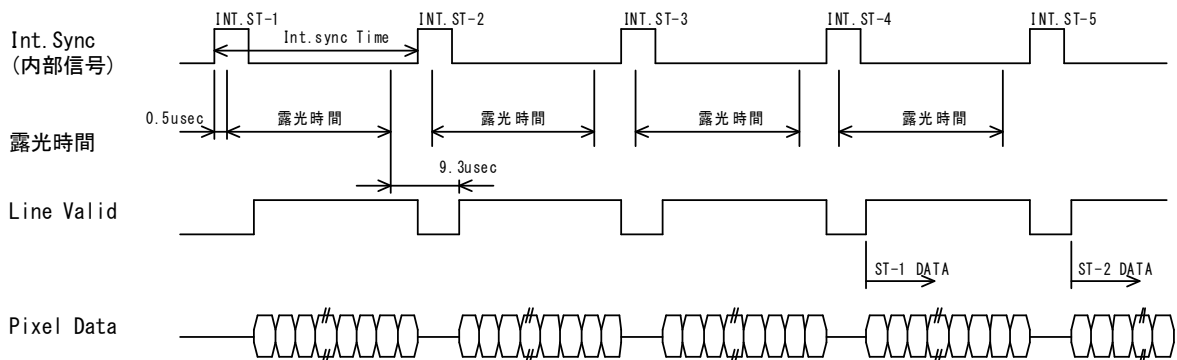 INT.ST-1 INT.ST-2 INT.ST-3 INT.ST-4 INT.ST-5
Int.Sync
(内部信号)
Int.sync Time
0.5usec
露光時間 露光時間 露光時間 露光時間
露光時間
9.3usec
Line Valid
ST-1 DATA ST-2 DATA
Pixel Data